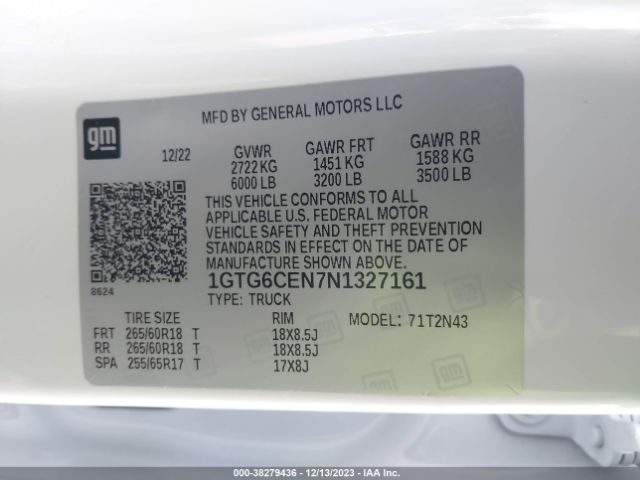 gm
MFD BY GENERAL MOTORS LLC
12/22
GVWR GAWR FRT GAWR RR
2722 KG 1451 KG 1588 KG
6000 LB 3200 LB 3500 LB
THIS VEHICLE CONFORMS TO ALL
APPLICABLE U.S. FEDERAL MOTOR
VEHICLE SAFETY AND THEFT PREVENTION
STANDARDS IN EFFECT ON THE DATE OF
MANUFACTURE SHOWN ABOVE.
8624
1GTG6CEN7N1327161
TYPE: TRUCK
TIRE SIZE RIM MODEL: 71T2N43
FRT 265/60R18 T 18X8.5J
RR 265/60R18 T 18X8.5J
SPA 255/65R17 T 17X8J
000-38279436 - 12/13/2023 - IAA Inc.